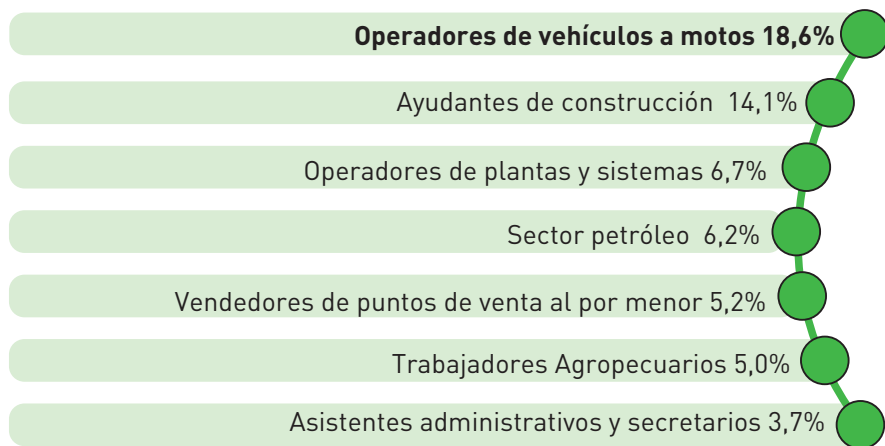 Operadores de vehículos a motos 18,6%
Ayudantes de construcción 14,1%
Operadores de plantas y sistemas 6,7%
Sector petróleo 6,2%
Vendedores de puntos de venta al por menor 5,2%
Trabajadores Agropecuarios 5,0%
Asistentes administrativos y secretarios 3,7%